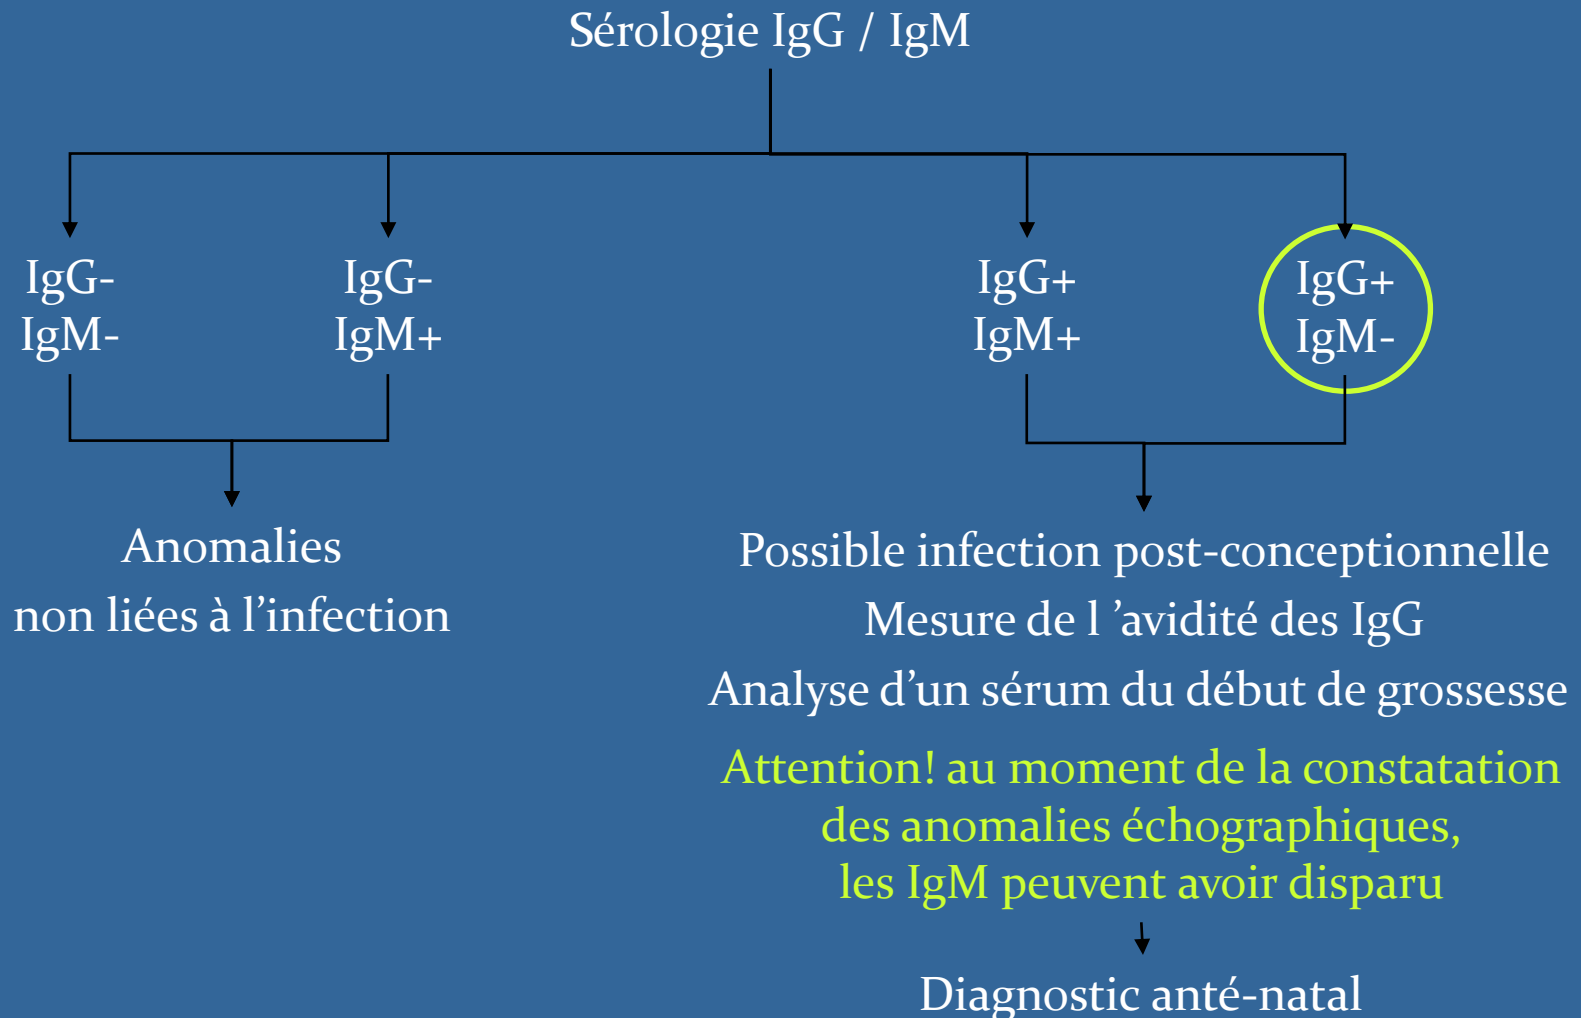 Sérologie IgG / IgM
IgG-
IgM-
IgG-
IgM+
IgG+
IgM+
IgG+
IgM-
Anomalies
non liées à l’infection
Possible infection post-conceptionnelle
Mesure de l ’avidité des IgG
Analyse d’un sérum du début de grossesse
Attention! au moment de la constatation
des anomalies échographiques,
les IgM peuvent avoir disparu
Diagnostic anté-natal